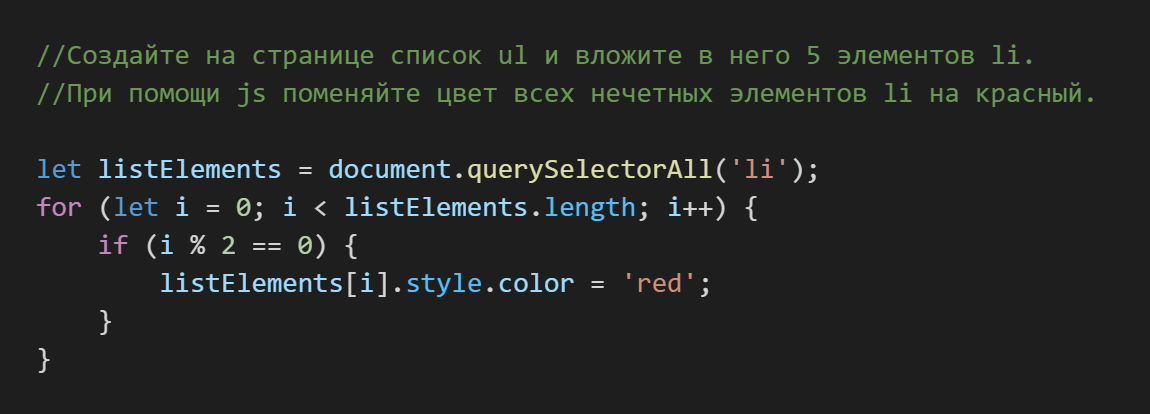 //Создайте на странице список ul и вложите в него 5 элементов li.
//При помощи js поменяйте цвет всех нечетных элементов li на красный.

let listElements = document.querySelectorAll('li');
for (let i = 0; i < listElements.length; i++) {
    if (i % 2 == 0) {
        listElements[i].style.color = 'red';
    }
}